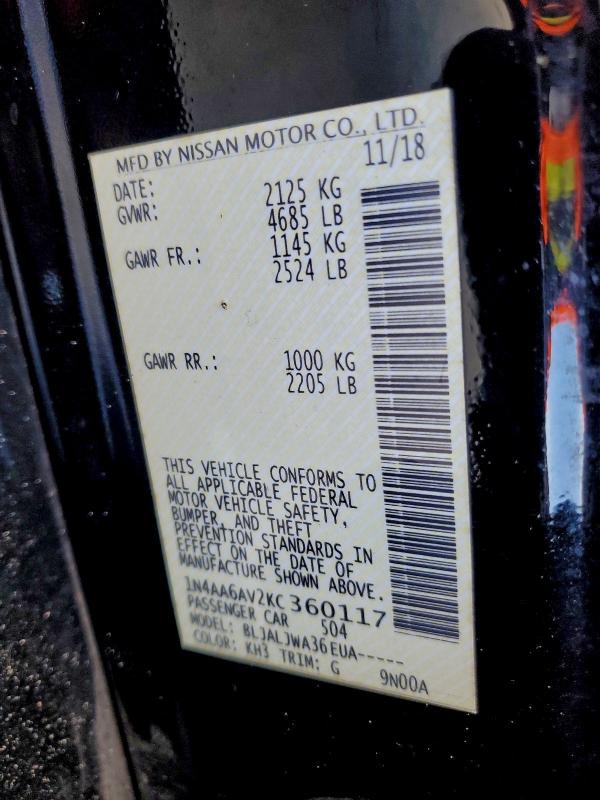 MFD BY NISSAN MOTOR CO., LTD.
DATE: 11/18
GVWR: 2125 KG
4685 LB
GAWR FR.: 1145 KG
2524 LB
GAWR RR.: 1000 KG
2205 LB
THIS VEHICLE CONFORMS TO
ALL APPLICABLE FEDERAL
MOTOR VEHICLE SAFETY,
BUMPER, AND THEFT
PREVENTION STANDARDS IN
EFFECT ON THE DATE OF
MANUFACTURE SHOWN ABOVE.
1N4AA6AV2KC360117
PASSENGER CAR 504
MODEL: BLJALJWA36EUA-----
COLOR: KH3 TRIM: G 9N00A